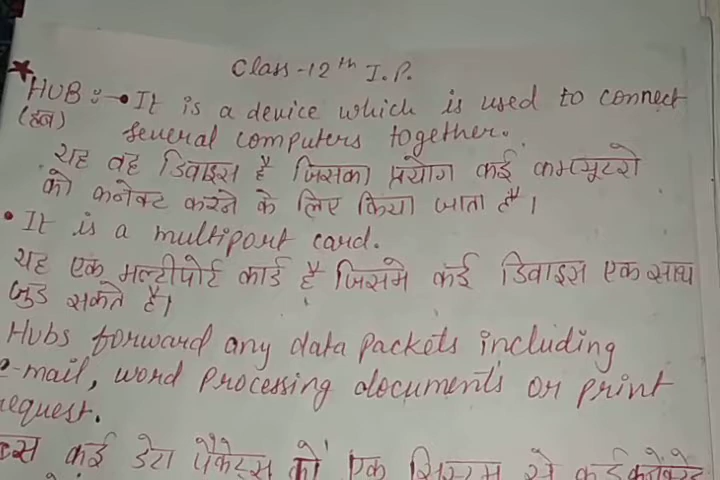 Class-12th I.P.
★ HUB :→ • It is a device which is used to connect
(हब) several computers together.
यह वह डिवाइस है जिसका प्रयोग कई कम्प्यूटरो
को कनेक्ट करने के लिए किया जाता है।
• It is a multiport card.
यह एक मल्टीपोर्ट कार्ड है जिसमे कई डिवाइस एक साथ
जुड सकते है।
Hubs forward any data packets including
e-mail, word processing documents or print
request.
कई डेटा पैकेट्स को एक सिस्टम से कई